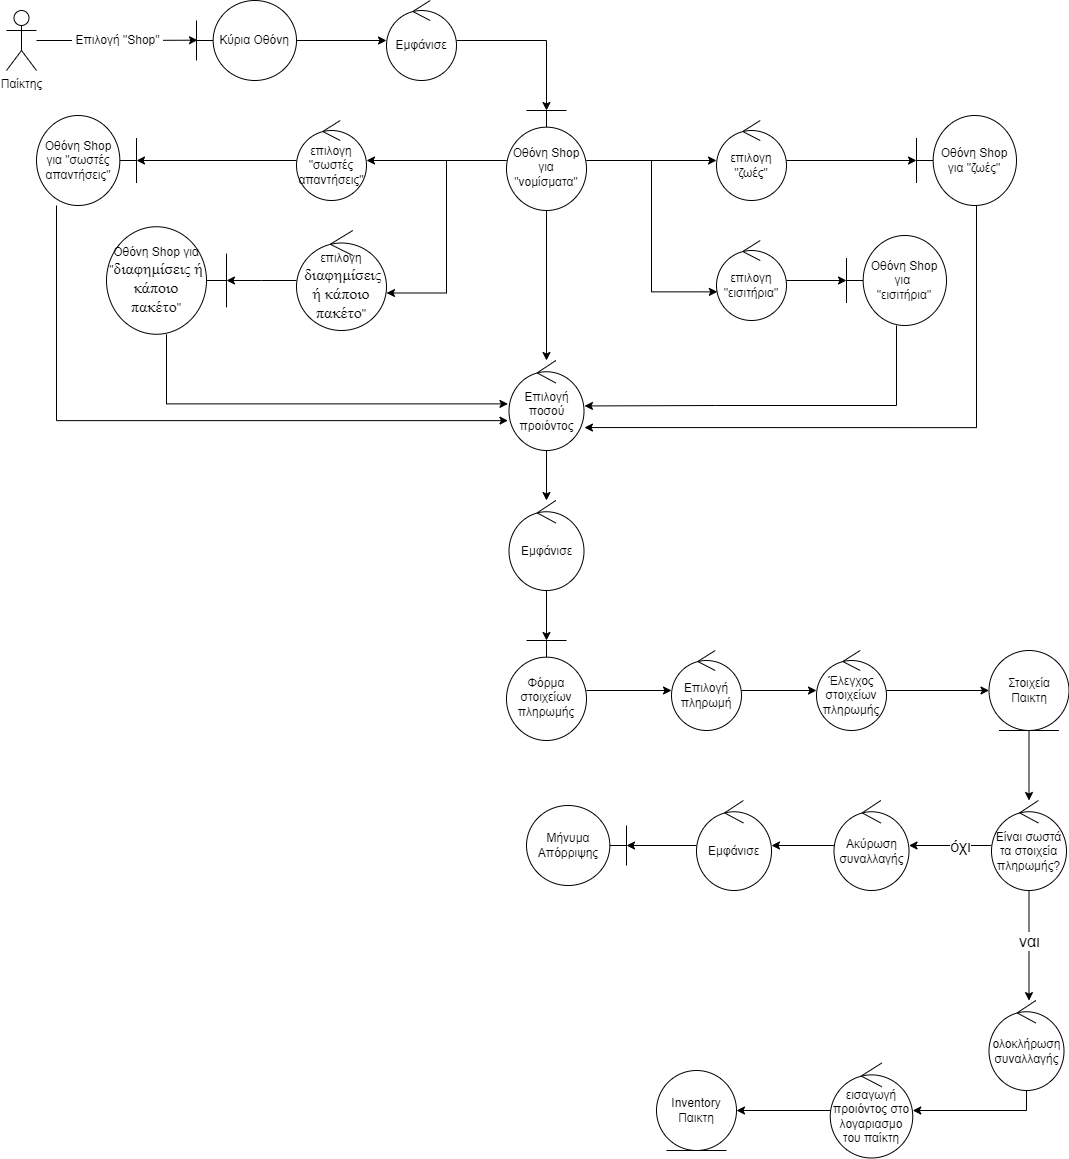 Επιλογή "Shop"
Παίκτης
Κύρια Οθόνη
Εμφάνισε
Οθόνη Shop
για "σωστές
απαντήσεις"
επιλογη
"σωστές
απαντήσεις"
Οθόνη Shop
για
"νομίσματα"
επιλογη
"ζωές"
Οθόνη Shop
για "ζωές"
Οθόνη Shop για
"διαφημίσεις ή
κάποιο
πακέτο"
επιλογη
διαφημίσεις
ή κάποιο
πακέτο"
επιλογη
"εισιτήρια"
Οθόνη Shop
για
"εισιτήρια"
Επιλογή
ποσού
προιόντος
Εμφάνισε
Φόρμα
στοιχείων
πληρωμής
Επιλογή
πληρωμή
Έλεγχος
στοιχείων
πληρωμής
Στοιχεία
Παικτη
Μήνυμα
Απόρριψης
Εμφάνισε
Ακύρωση
συναλλαγής
όχι
Είναι σωστά
τα στοιχεία
πληρωμής?
ναι
ολοκλήρωση
συναλλαγής
Inventory
Παικτη
εισαγωγή
προιόντος στο
λογαριασμο
του παίκτη